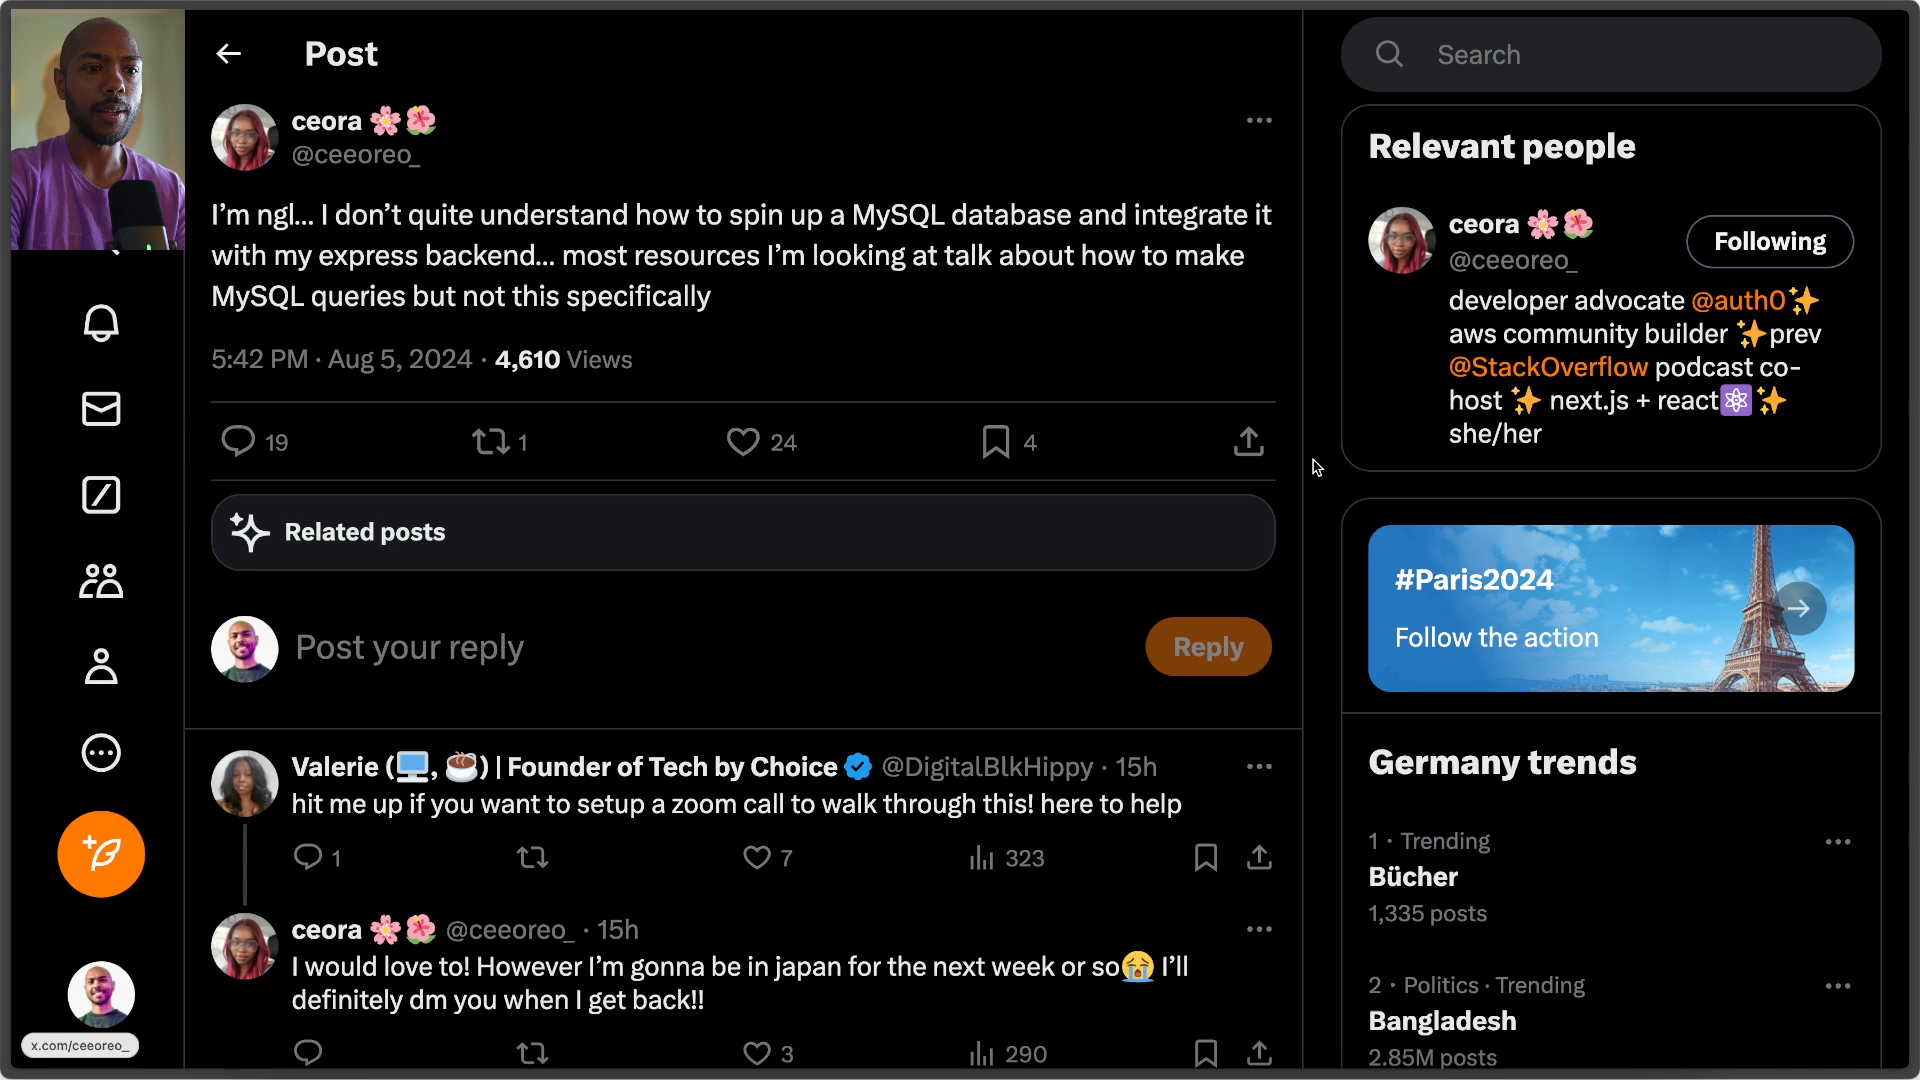 Post
ceora 🌸🌺
@ceeoreo_
I'm ngl... I don't quite understand how to spin up a MySQL database and integrate it
with my express backend... most resources I'm looking at talk about how to make
MySQL queries but not this specifically
5:42 PM · Aug 5, 2024 · 4,610 Views
19 1 24 4
Related posts
Post your reply
Reply
Valerie (🖥️, ☕) | Founder of Tech by Choice @DigitalBlkHippy · 15h
hit me up if you want to setup a zoom call to walk through this! here to help
1 7 323
ceora 🌸🌺 @ceeoreo_ · 15h
I would love to! However I'm gonna be in japan for the next week or so😭 I'll
definitely dm you when I get back!!
3 290
x.com/ceeoreo_
Search
Relevant people
ceora 🌸🌺
Following
@ceeoreo_
developer advocate @auth0✨
aws community builder ✨prev
@StackOverflow podcast co-
host ✨ next.js + react⚛️✨
she/her
#Paris2024
Follow the action
Germany trends
1 · Trending
Bücher
1,335 posts
2 · Politics · Trending
Bangladesh
2.85M posts